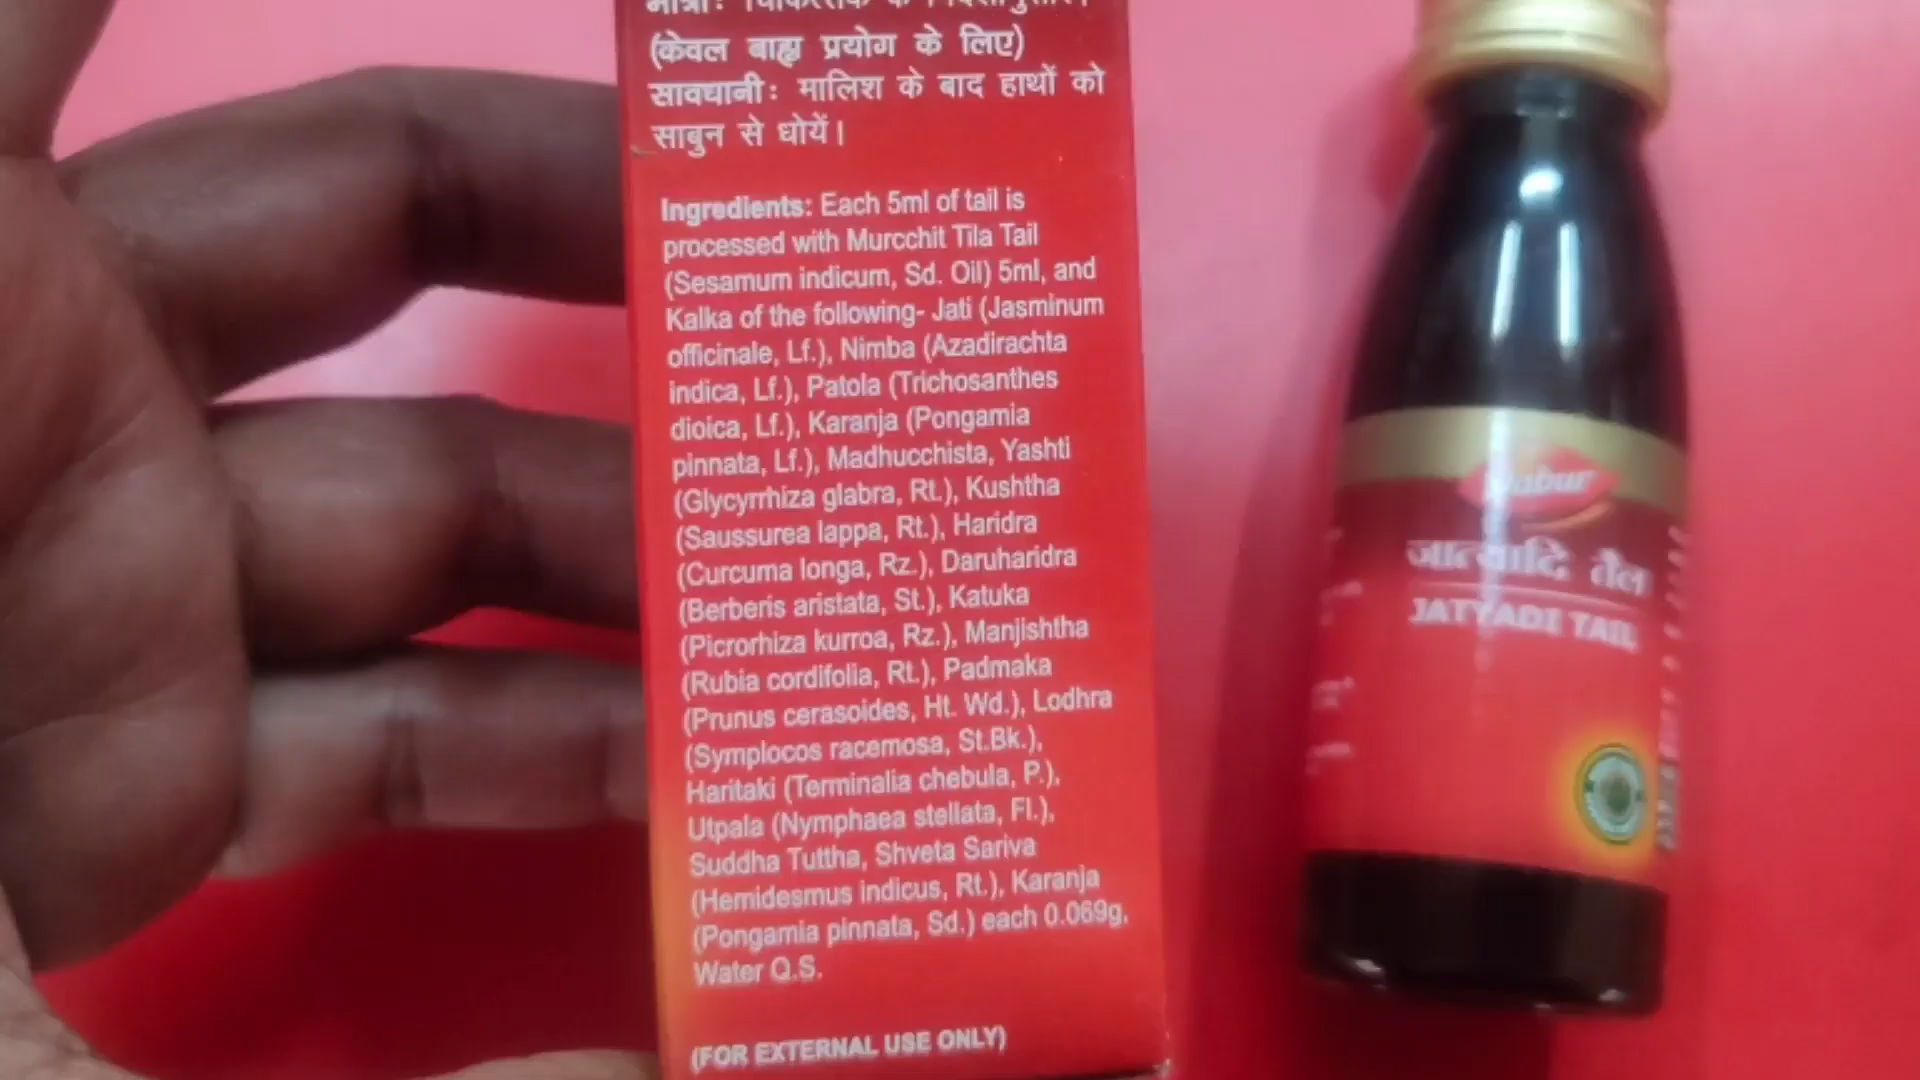 मात्रा: चिकित्सक के निर्देशानुसार।
(केवल बाह्य प्रयोग के लिए)
सावधानी: मालिश के बाद हाथों को
साबुन से धोयें।
Ingredients: Each 5ml of tail is
processed with Murcchit Tila Tail
(Sesamum indicum, Sd. Oil) 5ml, and
Kalka of the following- Jati (Jasminum
officinale, Lf.), Nimba (Azadirachta
indica, Lf.), Patola (Trichosanthes
dioica, Lf.), Karanja (Pongamia
pinnata, Lf.), Madhucchista, Yashti
(Glycyrrhiza glabra, Rt.), Kushtha
(Saussurea lappa, Rt.), Haridra
(Curcuma longa, Rz.), Daruharidra
(Berberis aristata, St.), Katuka
(Picrorhiza kurroa, Rz.), Manjishtha
(Rubia cordifolia, Rt.), Padmaka
(Prunus cerasoides, Ht. Wd.), Lodhra
(Symplocos racemosa, St.Bk.),
Haritaki (Terminalia chebula, P.),
Utpala (Nymphaea stellata, Fl.),
Suddha Tuttha, Shveta Sariva
(Hemidesmus indicus, Rt.), Karanja
(Pongamia pinnata, Sd.) each 0.069g,
Water Q.S.
(FOR EXTERNAL USE ONLY)
Dabur
जात्यादि तैल
JATYADI TAIL